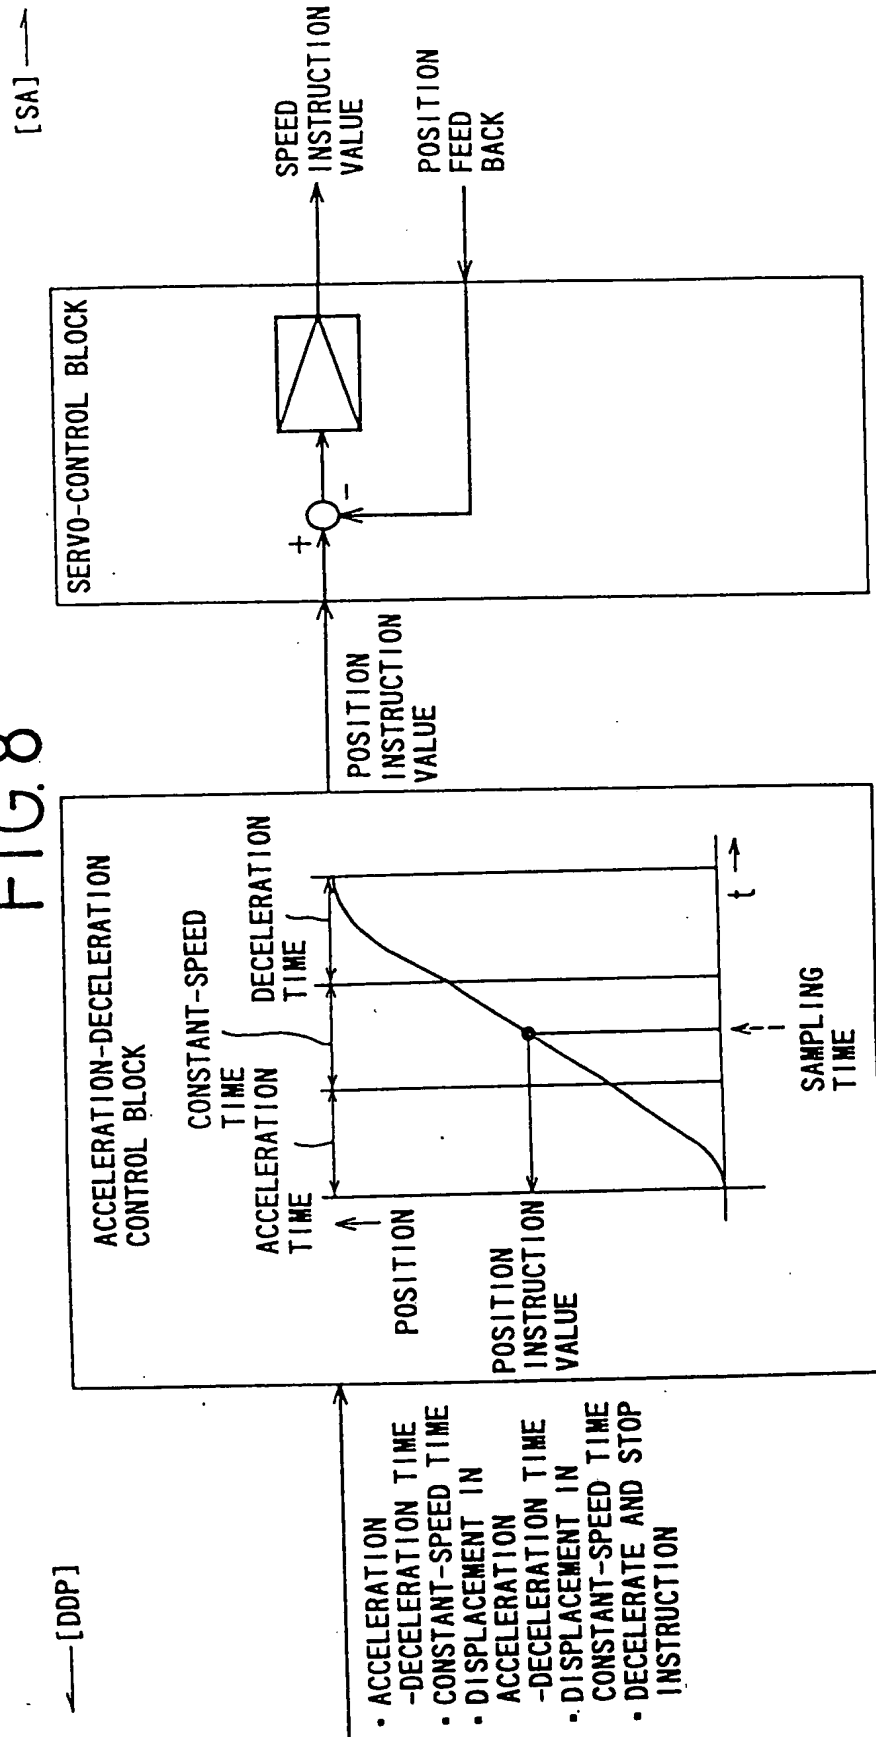 FIG. 8
←[DDP]
[SA]→
• ACCELERATION
-DECELERATION TIME
• CONSTANT-SPEED TIME
• DISPLACEMENT IN
ACCELERATION
-DECELERATION TIME
• DISPLACEMENT IN
CONSTANT-SPEED TIME
• DECELERATE AND STOP
INSTRUCTION
ACCELERATION-DECELERATION
CONTROL BLOCK
CONSTANT-SPEED
TIME
ACCELERATION
TIME
DECELERATION
TIME
POSITION
POSITION
INSTRUCTION
VALUE
t
SAMPLING
TIME
POSITION
INSTRUCTION
VALUE
SERVO-CONTROL BLOCK
+
-
SPEED
INSTRUCTION
VALUE
POSITION
FEED
BACK